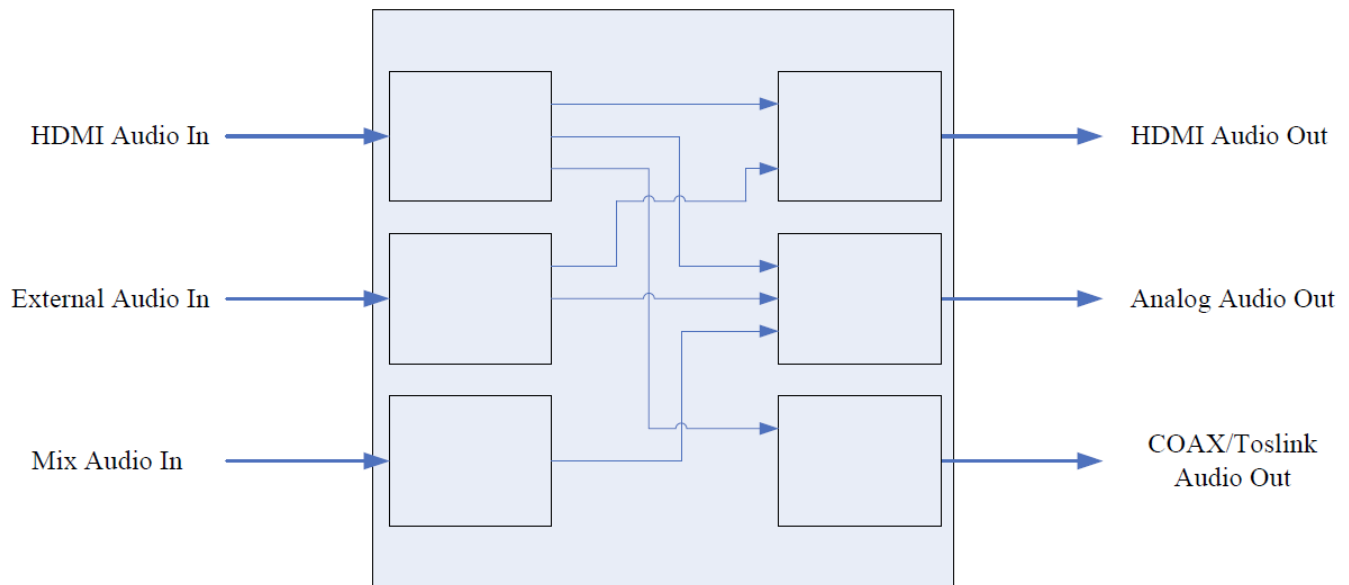 HDMI Audio In
HDMI Audio Out
External Audio In
Analog Audio Out
Mix Audio In
COAX/Toslink
Audio Out